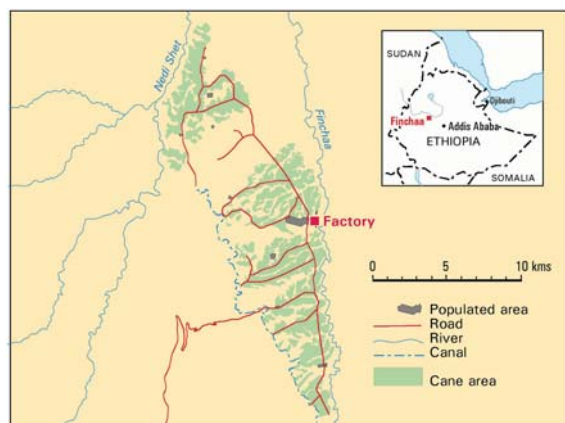 Nedi Shet
Finchaa
Factory
SUDAN
Djibouti
Finchaa
Addis Ababa
ETHIOPIA
SOMALIA
0 5 10 kms
Populated area
Road
River
Canal
Cane area